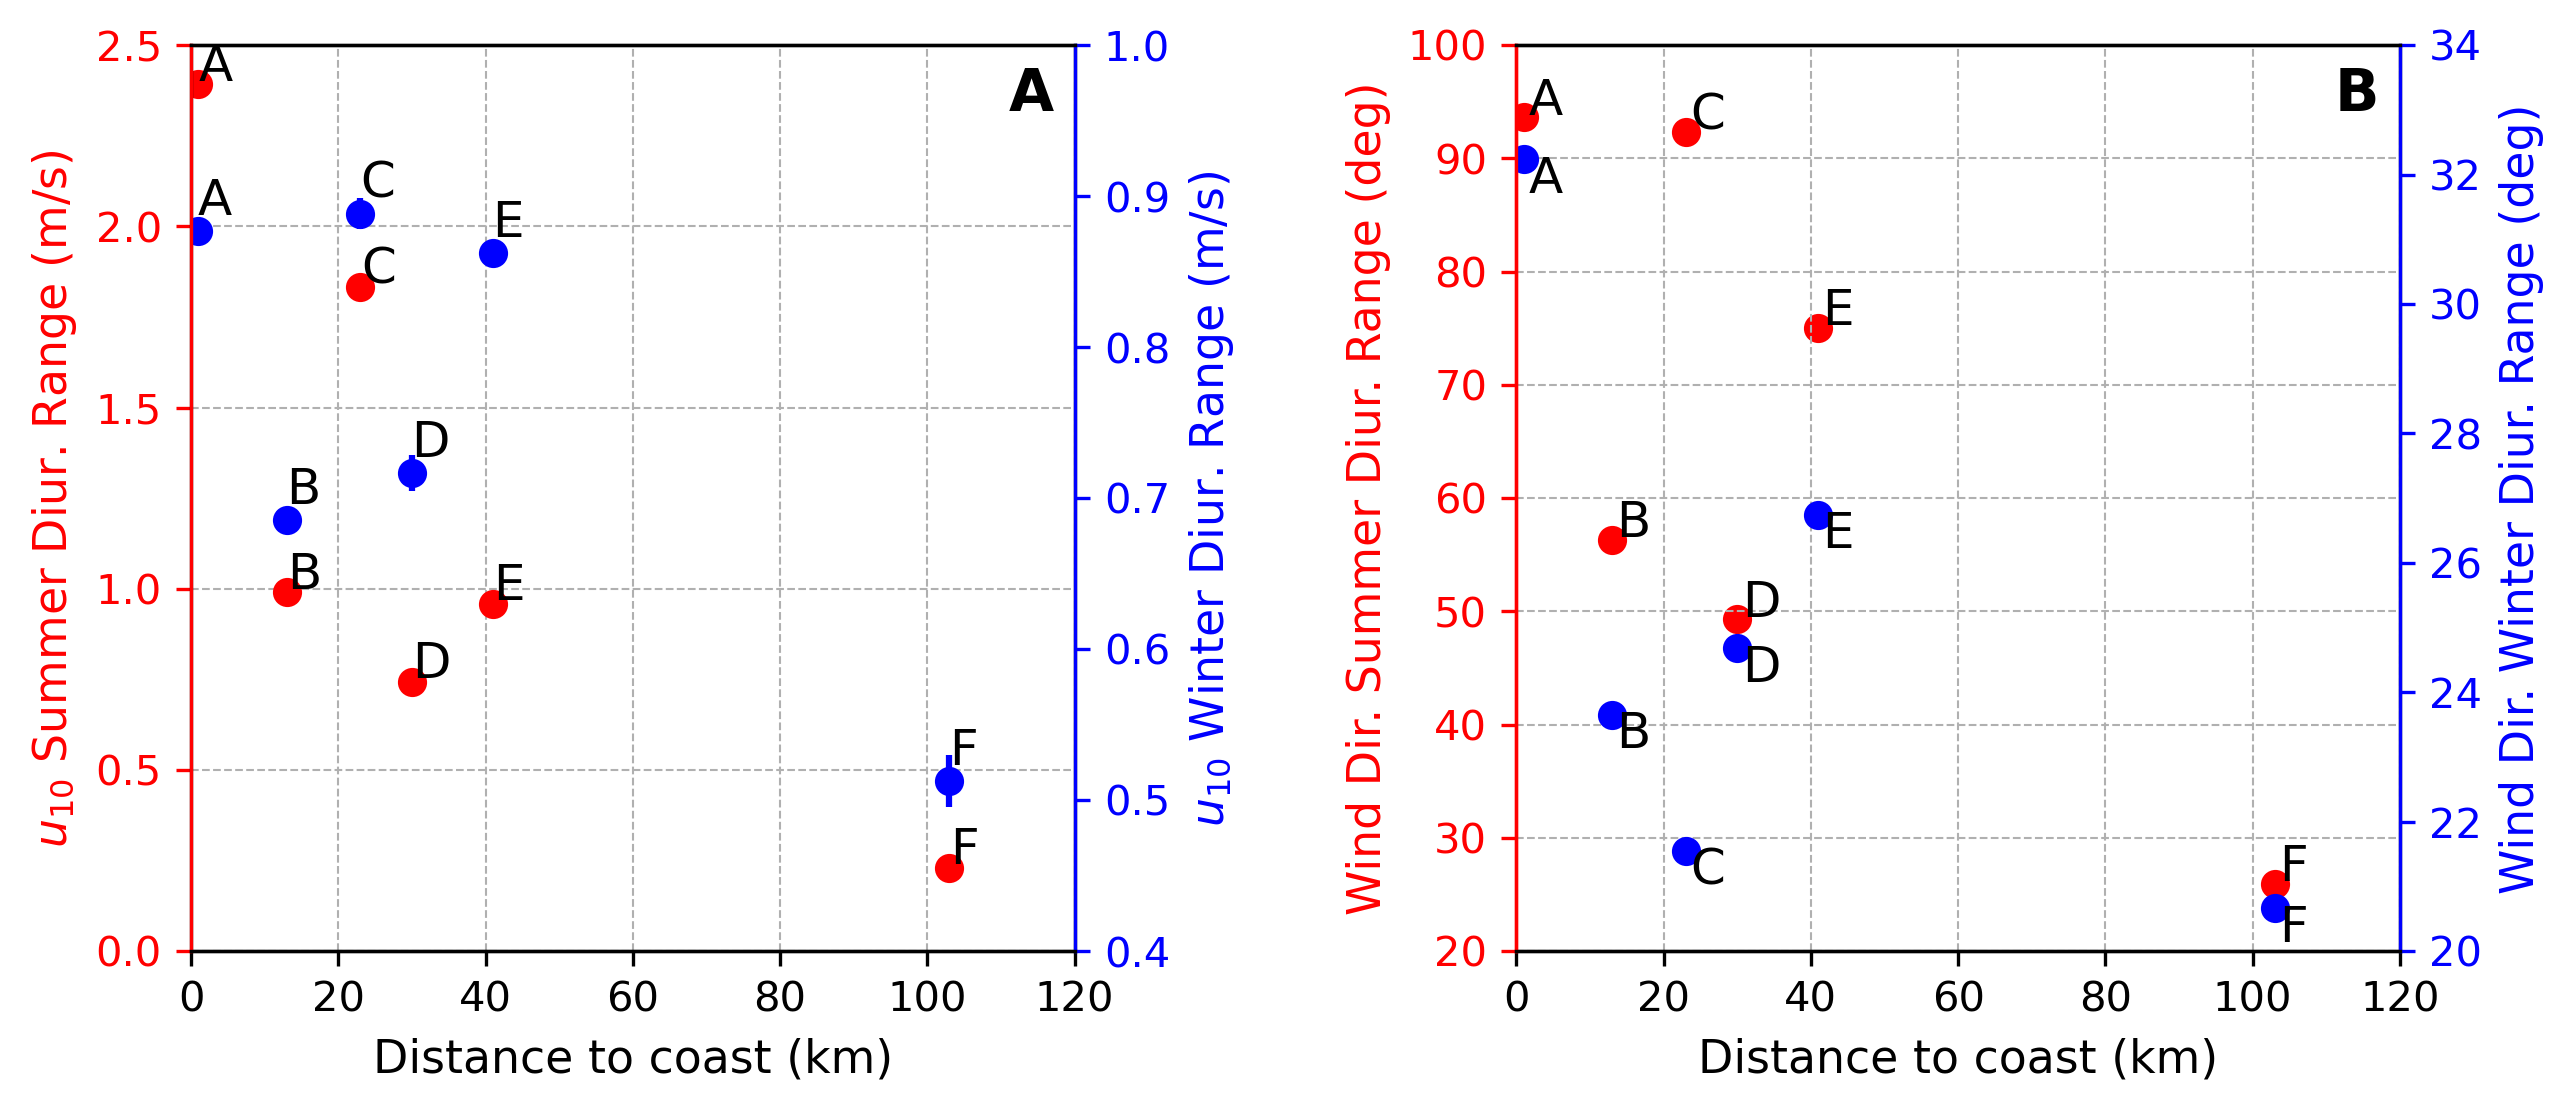 u10 Summer Diur. Range (m/s)
2.5
2.0
1.5
1.0
0.5
0.0
A
A
A
C
C
E
B
B
D
D
E
F
F
1.0
0.9
0.8
0.7
0.6
0.5
0.4
u10 Winter Diur. Range (m/s)
0 20 40 60 80 100 120
Distance to coast (km)
Wind Dir. Summer Diur. Range (deg)
100
90
80
70
60
50
40
30
20
B
A
A
C
E
E
B
B
D
D
C
F
F
34
32
30
28
26
24
22
20
Wind Dir. Winter Diur. Range (deg)
0 20 40 60 80 100 120
Distance to coast (km)